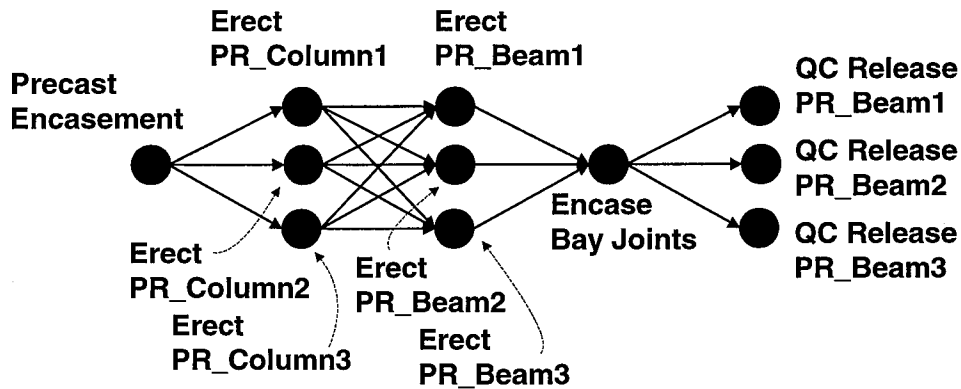 Erect
PR_Column1
Erect
PR_Beam1
Precast
Encasement
QC Release
PR_Beam1
QC Release
PR_Beam2
Encase
Bay Joints
QC Release
PR_Beam3
Erect
PR_Column2
Erect
PR_Beam2
Erect
PR_Column3
Erect
PR_Beam3